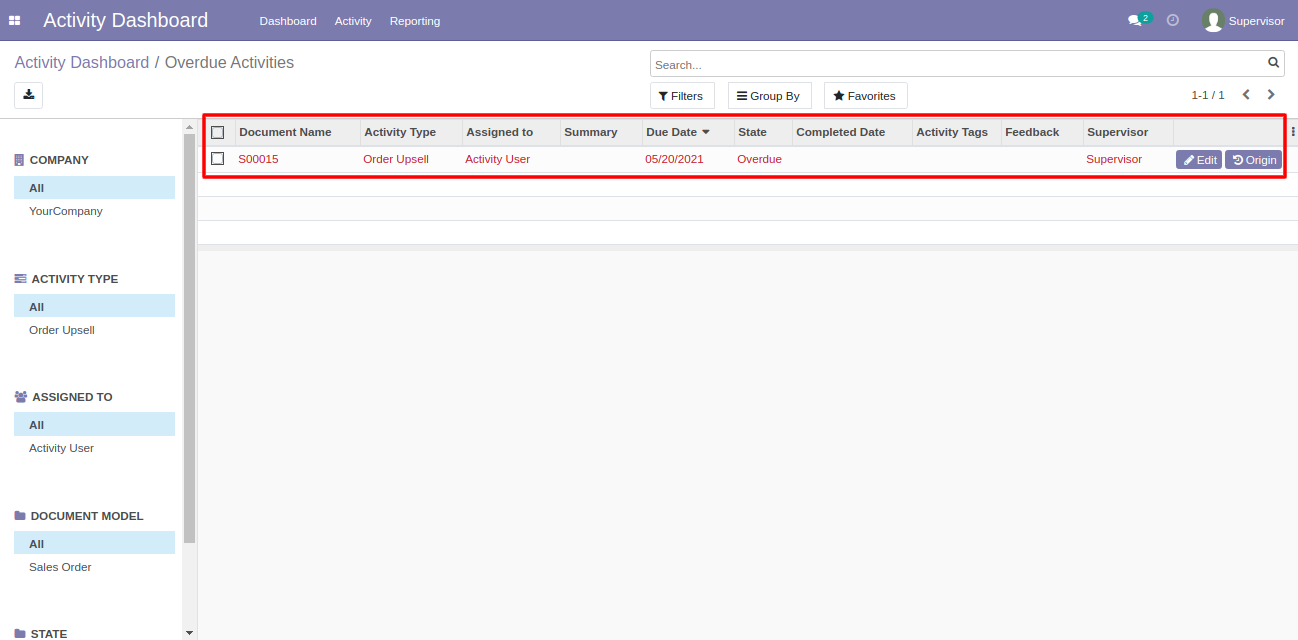 Activity Dashboard Dashboard Activity Reporting 2 Supervisor
Activity Dashboard / Overdue Activities
Search...
Filters Group By Favorites 1-1 / 1
Document Name Activity Type Assigned to Summary Due Date State Completed Date Activity Tags Feedback Supervisor
S00015 Order Upsell Activity User 05/20/2021 Overdue Supervisor Edit Origin
COMPANY
All
YourCompany
ACTIVITY TYPE
All
Order Upsell
ASSIGNED TO
All
Activity User
DOCUMENT MODEL
All
Sales Order
STATE